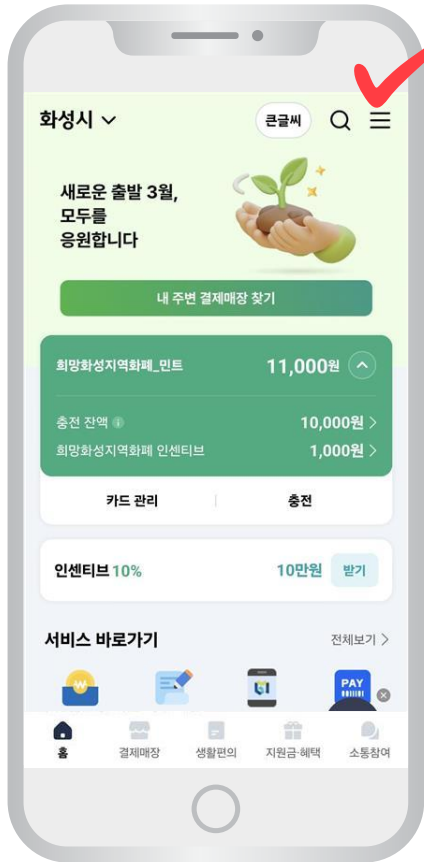 화성시
큰글씨
새로운 출발 3월,
모두를
응원합니다
내 주변 결제매장 찾기
희망화성지역화폐_민트 11,000원
충전 잔액 10,000원
희망화성지역화폐 인센티브 1,000원
카드 관리 충전
인센티브 10% 10만원 받기
서비스 바로가기 전체보기
PAY
홈 결제매장 생활편의 지원금·혜택 소통참여